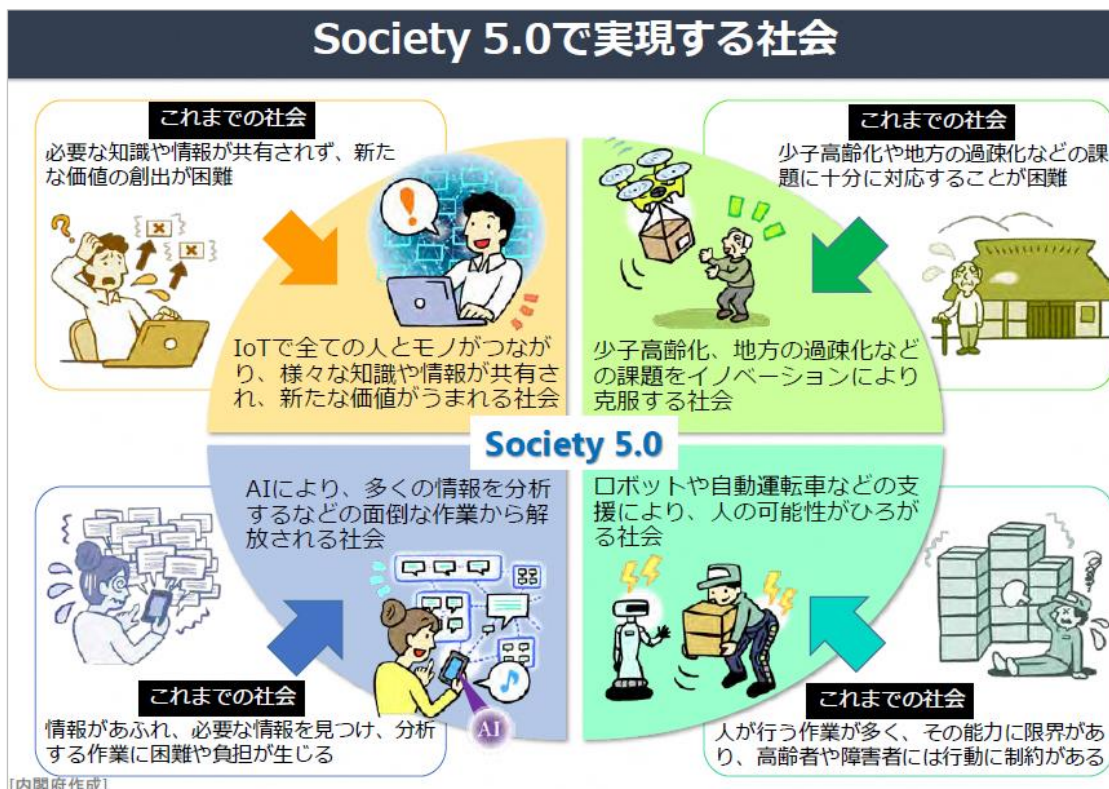 Society 5.0で実現する社会
これまでの社会
必要な知識や情報が共有されず、新た
な価値の創出が困難
IoTで全ての人とモノがつなが
り、様々な知識や情報が共有さ
れ、新たな価値がうまれる社会
これまでの社会
少子高齢化や地方の過疎化などの課
題に十分に対応することが困難
少子高齢化、地方の過疎化など
の課題をイノベーションにより
克服する社会
Society 5.0
AIにより、多くの情報を分析
するなどの面倒な作業から解
放される社会
AI
これまでの社会
情報があふれ、必要な情報を見つけ、分析
する作業に困難や負担が生じる
ロボットや自動運転車などの支
援により、人の可能性がひろが
る社会
これまでの社会
人が行う作業が多く、その能力に限界があ
り、高齢者や障害者には行動に制約がある
[内閣府作成]